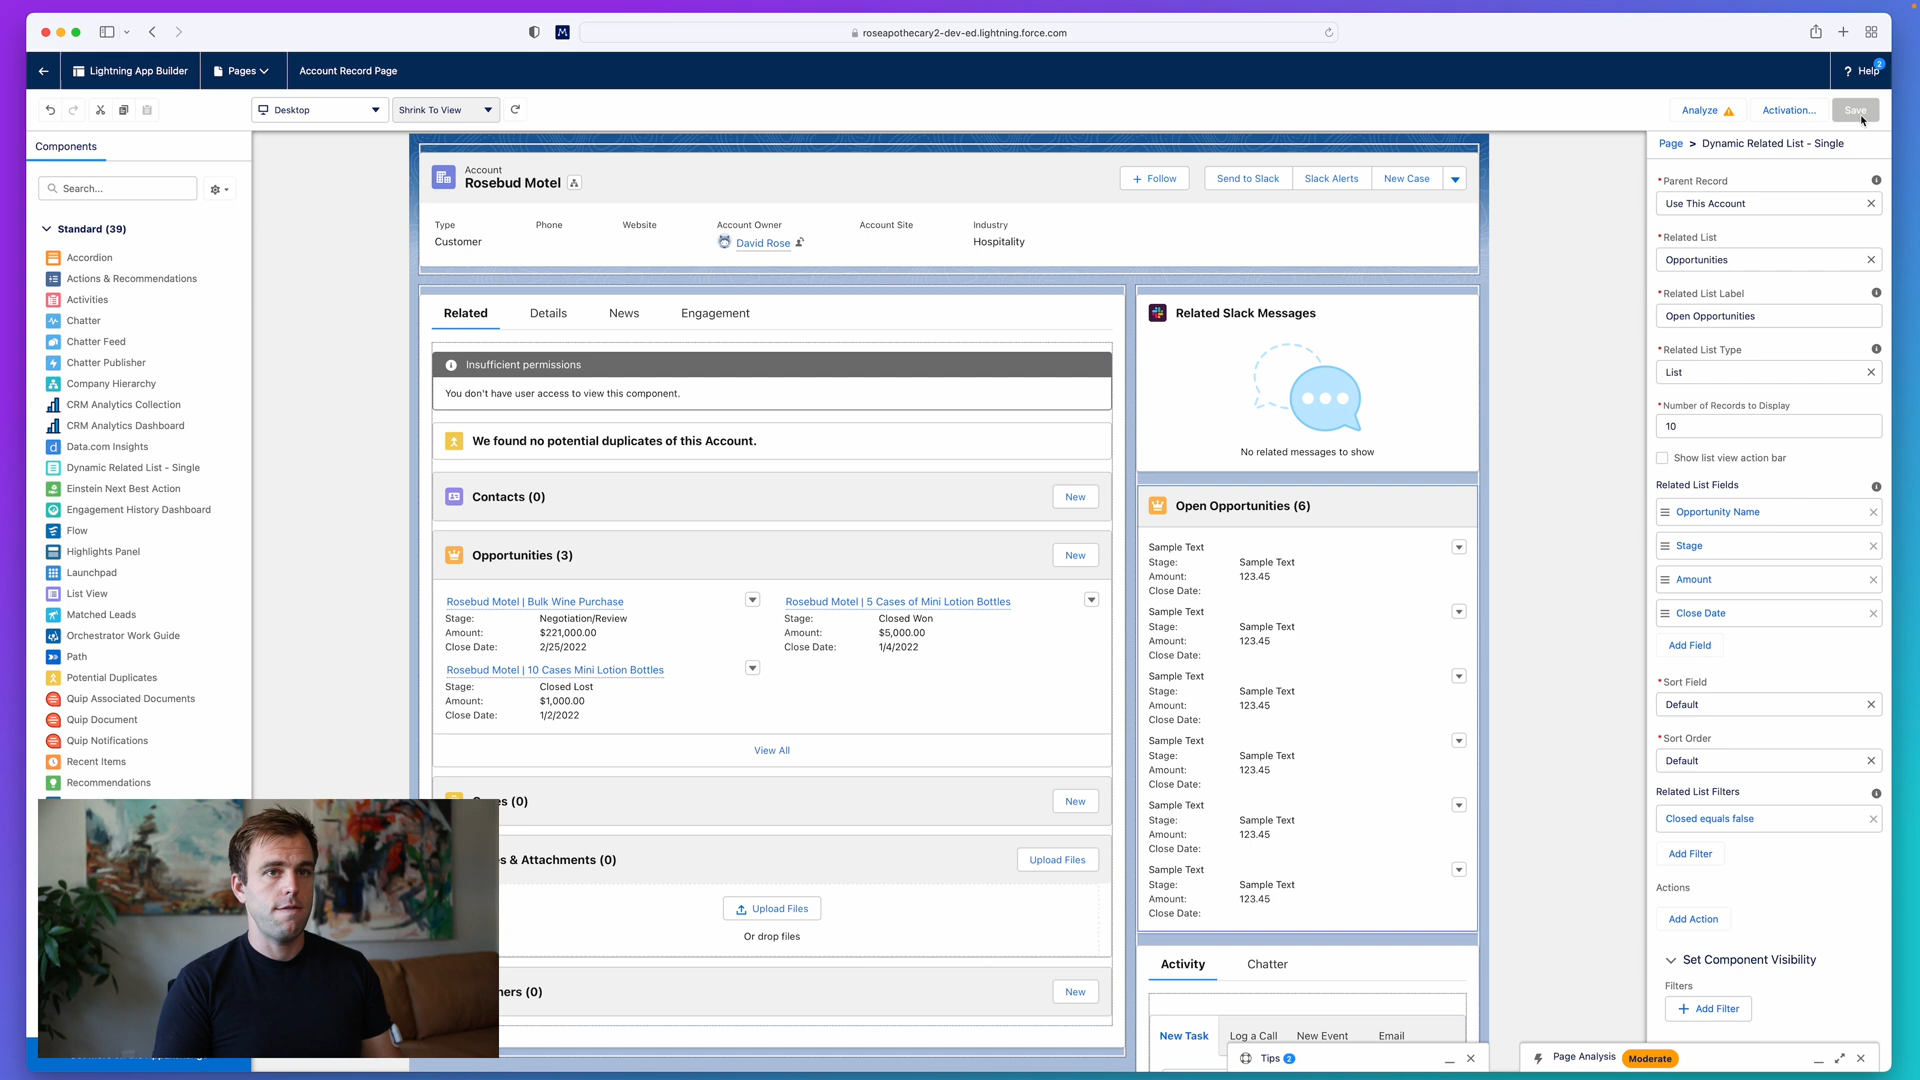 roseapothecary2-dev-ed.lightning.force.com
Lightning App Builder
Pages
Account Record Page
? Help
2
Desktop
Shrink To View
Analyze
Activation...
Save
Components
Search...
Standard (39)
Accordion
Actions & Recommendations
Activities
Chatter
Chatter Feed
Chatter Publisher
Company Hierarchy
CRM Analytics Collection
CRM Analytics Dashboard
Data.com Insights
Dynamic Related List - Single
Einstein Next Best Action
Engagement History Dashboard
Flow
Highlights Panel
Launchpad
List View
Matched Leads
Orchestrator Work Guide
Path
Potential Duplicates
Quip Associated Documents
Quip Document
Quip Notifications
Recent Items
Recommendations
Account
Rosebud Motel
+ Follow
Send to Slack
Slack Alerts
New Case
Type
Customer
Phone
Website
Account Owner
David Rose
Account Site
Industry
Hospitality
Related
Details
News
Engagement
Insufficient permissions
You don't have user access to view this component.
We found no potential duplicates of this Account.
Contacts (0)
New
Opportunities (3)
New
Rosebud Motel | Bulk Wine Purchase
Stage: Negotiation/Review
Amount: $221,000.00
Close Date: 2/25/2022
Rosebud Motel | 5 Cases of Mini Lotion Bottles
Stage: Closed Won
Amount: $5,000.00
Close Date: 1/4/2022
Rosebud Motel | 10 Cases Mini Lotion Bottles
Stage: Closed Lost
Amount: $1,000.00
Close Date: 1/2/2022
View All
es (0)
New
s & Attachments (0)
Upload Files
Upload Files
Or drop files
ners (0)
New
Related Slack Messages
No related messages to show
Open Opportunities (6)
Sample Text
Stage: Sample Text
Amount: 123.45
Close Date:
Sample Text
Stage: Sample Text
Amount: 123.45
Close Date:
Sample Text
Stage: Sample Text
Amount: 123.45
Close Date:
Sample Text
Stage: Sample Text
Amount: 123.45
Close Date:
Sample Text
Stage: Sample Text
Amount: 123.45
Close Date:
Sample Text
Stage: Sample Text
Amount: 123.45
Close Date:
Activity
Chatter
New Task
Log a Call
New Event
Email
Tips 2
Page > Dynamic Related List - Single
*Parent Record
Use This Account
*Related List
Opportunities
*Related List Label
Open Opportunities
*Related List Type
List
*Number of Records to Display
10
Show list view action bar
Related List Fields
Opportunity Name
Stage
Amount
Close Date
Add Field
*Sort Field
Default
*Sort Order
Default
Related List Filters
Closed equals false
Add Filter
Actions
Add Action
Set Component Visibility
Filters
+ Add Filter
Page Analysis Moderate